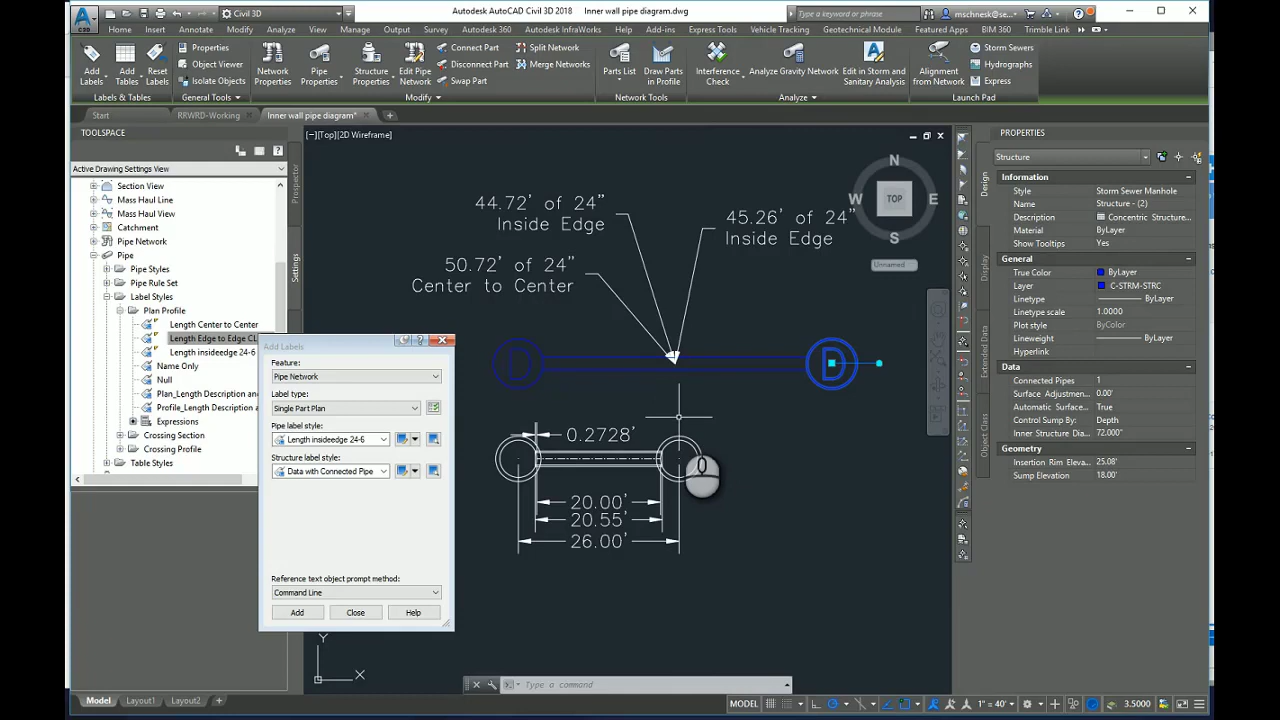 C3D
Civil 3D
Autodesk AutoCAD Civil 3D 2018
Inner wall pipe diagram.dwg
Type a keyword or phrase
mschnesk@se...
Home
Insert
Annotate
Modify
Analyze
View
Manage
Output
Survey
Autodesk 360
Autodesk InfraWorks
Help
Add-ins
Express Tools
Vehicle Tracking
Geotechnical Module
Featured Apps
BIM 360
Trimble Link
Add Labels
Add Tables
Reset Labels
Properties
Object Viewer
Isolate Objects
Network Properties
Pipe Properties
Structure Properties
Edit Pipe Network
Connect Part
Disconnect Part
Swap Part
Split Network
Merge Networks
Parts List
Draw Parts in Profile
Interference Check
Analyze Gravity Network
Edit in Storm and Sanitary Analysis
Alignment from Network
Storm Sewers
Hydrographs
Express
Labels & Tables
General Tools
Modify
Network Tools
Analyze
Launch Pad
Start
RRWRD-Working
Inner wall pipe diagram*
TOOLSPACE
Active Drawing Settings View
Section View
Mass Haul Line
Mass Haul View
Catchment
Pipe Network
Pipe
Pipe Styles
Pipe Rule Set
Label Styles
Plan Profile
Length Center to Center
Length Edge to Edge CL
Length insideedge 24-6
Name Only
Null
Plan_Length Description a
Profile_Length Description
Expressions
Crossing Section
Crossing Profile
Table Styles
Prospector
Settings
Add Labels
Feature:
Pipe Network
Label type:
Single Part Plan
Pipe label style:
Length insideedge 24-6
Structure label style:
Data with Connected Pipe
Reference text object prompt method:
Command Line
Add
Close
Help
[−][Top][2D Wireframe]
44.72' of 24"
Inside Edge
45.26' of 24"
Inside Edge
50.72' of 24"
Center to Center
D
D
0.2728'
20.00'
20.55'
26.00'
N
W
TOP
E
S
Unnamed
Y
X
Type a command
PROPERTIES
Structure
Design
Display
Extended Data
Object Class
Information
Style
Storm Sewer Manhole
Name
Structure - (2)
Description
Concentric Structure...
Material
ByLayer
Show Tooltips
Yes
General
True Color
ByLayer
Layer
C-STRM-STRC
Linetype
ByLayer
Linetype scale
1.0000
Plot style
ByColor
Lineweight
ByLayer
Hyperlink
Data
Connected Pipes
1
Surface Adjustmen...
0.00'
Automatic Surface...
Yes
Control Sump By:
Depth
Inner Structure Dia...
72.000"
Geometry
Insertion Rim Eleva...
25.08'
Sump Elevation
18.00'
Model
Layout1
Layout2
MODEL
1" = 40'
3.5000